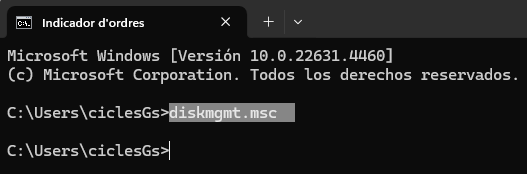 Indicador d'ordres
Microsoft Windows [Versión 10.0.22631.4460]
(c) Microsoft Corporation. Todos los derechos reservados.
C:\Users\ciclesGs>diskmgmt.msc
C:\Users\ciclesGs>